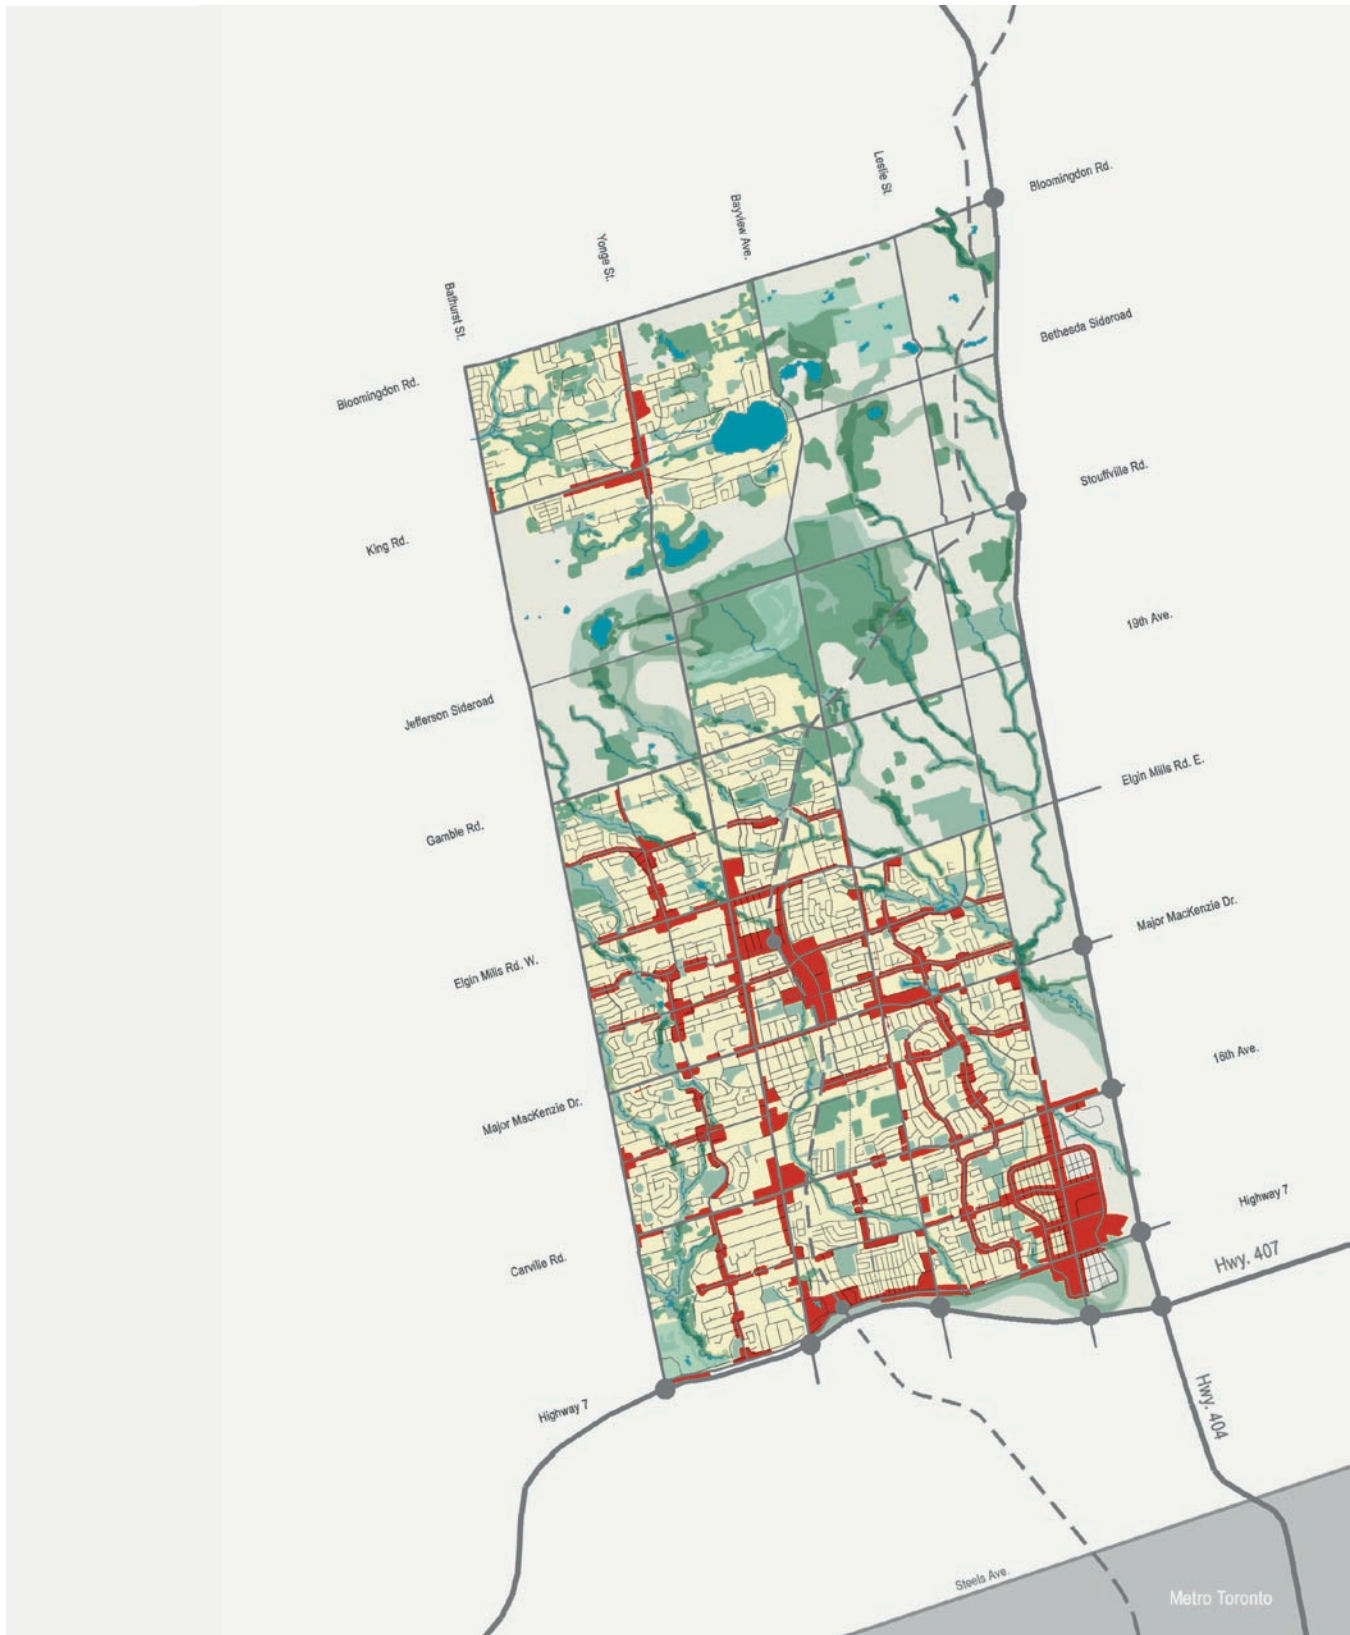 Bloomingdon Rd.
Leslie St.
Bayview Ave.
Yonge St.
Bathurst St.
Bethesda Sideroad
Bloomingdon Rd.
Stouffville Rd.
King Rd.
19th Ave.
Jefferson Sideroad
Elgin Mills Rd. E.
Gamble Rd.
Major MacKenzie Dr.
Elgin Mills Rd. W.
16th Ave.
Major MacKenzie Dr.
Highway 7
Carville Rd.
Hwy. 407
Highway 7
Hwy. 404
Steels Ave.
Metro Toronto